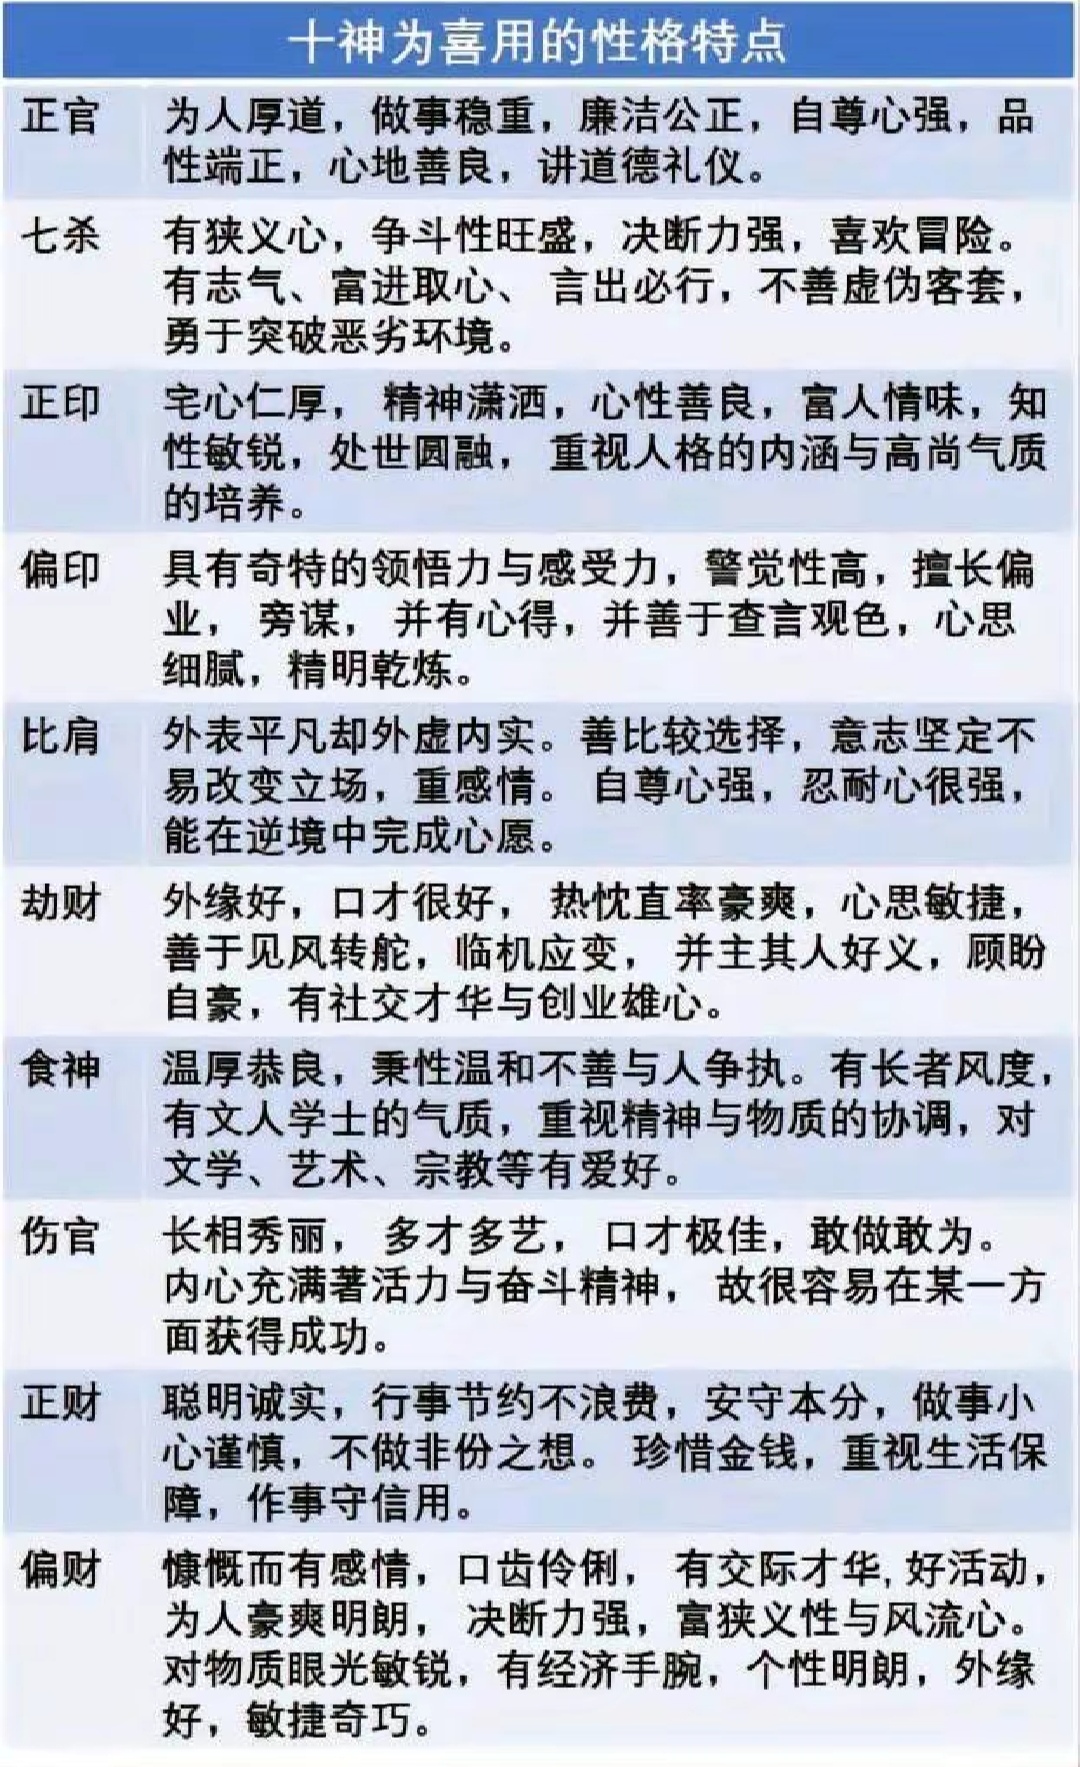 十神为喜用的性格特点
正官 为人厚道，做事稳重，廉洁公正，自尊心强，品
性端正，心地善良，讲道德礼仪。
七杀 有狭义心，争斗性旺盛，决断力强，喜欢冒险。
有志气、富进取心、 言出必行，不善虚伪客套，
勇于突破恶劣环境。
正印 宅心仁厚， 精神潇洒，心性善良，富人情味，知
性敏锐，处世圆融， 重视人格的内涵与高尚气质
的培养。
偏印 具有奇特的领悟力与感受力，警觉性高，擅长偏
业， 旁谋， 并有心得，并善于查言观色，心思
细腻，精明乾炼。
比肩 外表平凡却外虚内实。善比较选择，意志坚定不
易改变立场，重感情。 自尊心强，忍耐心很强，
能在逆境中完成心愿。
劫财 外缘好，口才很好， 热忱直率豪爽，心思敏捷，
善于见风转舵，临机应变， 并主其人好义，顾盼
自豪，有社交才华与创业雄心。
食神 温厚恭良，秉性温和不善与人争执。有长者风度，
有文人学士的气质，重视精神与物质的协调，对
文学、艺术、宗教等有爱好。
伤官 长相秀丽， 多才多艺， 口才极佳，敢做敢为。
内心充满著活力与奋斗精神， 故很容易在某一方
面获得成功。
正财 聪明诚实，行事节约不浪费，安守本分，做事小
心谨慎，不做非份之想。 珍惜金钱，重视生活保
障，作事守信用。
偏财 慷慨而有感情，口齿伶俐， 有交际才华,好活动，
为人豪爽明朗， 决断力强，富狭义性与风流心。
对物质眼光敏锐，有经济手腕，个性明朗，外缘
好，敏捷奇巧。